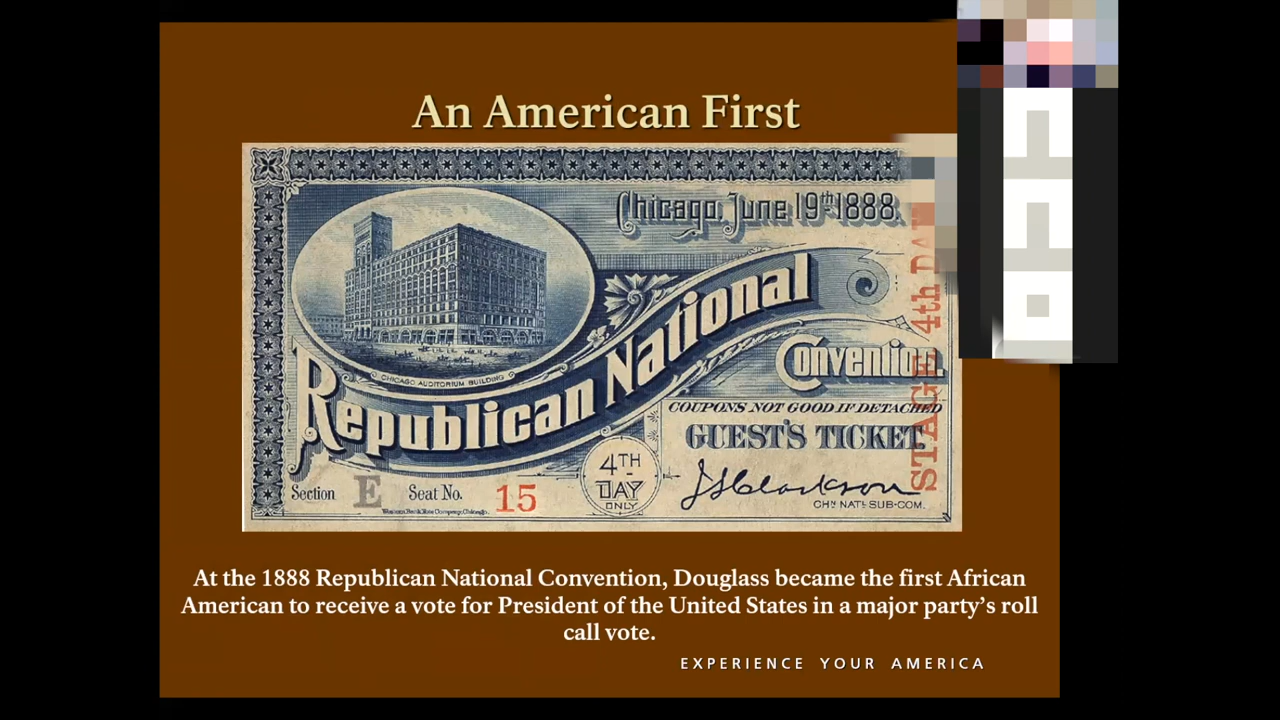 An American First
Chicago, June 19th 1888.
CHICAGO AUDITORIUM BUILDING
Republican National
Convention.
COUPONS NOT GOOD IF DETACHED
GUEST'S TICKET.
4TH
DAY
ONLY
Section E Seat No. 15
CHN NATL SUB-COM.
STAGE 4th
At the 1888 Republican National Convention, Douglass became the first African
American to receive a vote for President of the United States in a major party's roll
call vote.
EXPERIENCE YOUR AMERICA